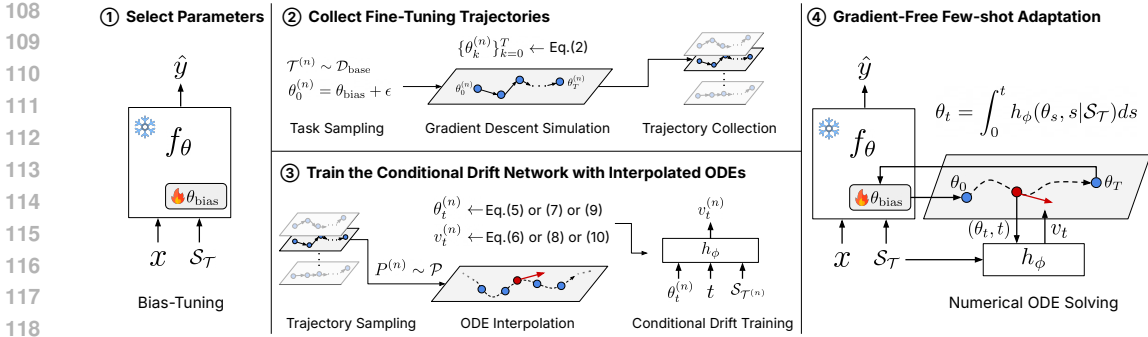 108
109
110
111
112
113
114
115
116
117
118
① Select Parameters
ŷ
f_θ
θ_bias
x
S_𝒯
Bias-Tuning
② Collect Fine-Tuning Trajectories
{θ_k^{(n)}}_{k=0}^T ← Eq.(2)
𝒯^{(n)} ∼ 𝒟_base
θ_0^{(n)} = θ_bias + ϵ
θ_0^{(n)}
θ_T^{(n)}
Task Sampling
Gradient Descent Simulation
Trajectory Collection
③ Train the Conditional Drift Network with Interpolated ODEs
θ_t^{(n)} ← Eq.(5) or (7) or (9)
v_t^{(n)} ← Eq.(6) or (8) or (10)
P^{(n)} ∼ 𝒫
v_t^{(n)}
h_ϕ
θ_t^{(n)}
t
S_{𝒯^{(n)}}
Trajectory Sampling
ODE Interpolation
Conditional Drift Training
④ Gradient-Free Few-shot Adaptation
ŷ
θ_t = ∫_0^t h_ϕ(θ_s, s|S_𝒯)ds
f_θ
θ_bias
θ_0
θ_T
(θ_t, t)
v_t
x
S_𝒯
h_ϕ
Numerical ODE Solving